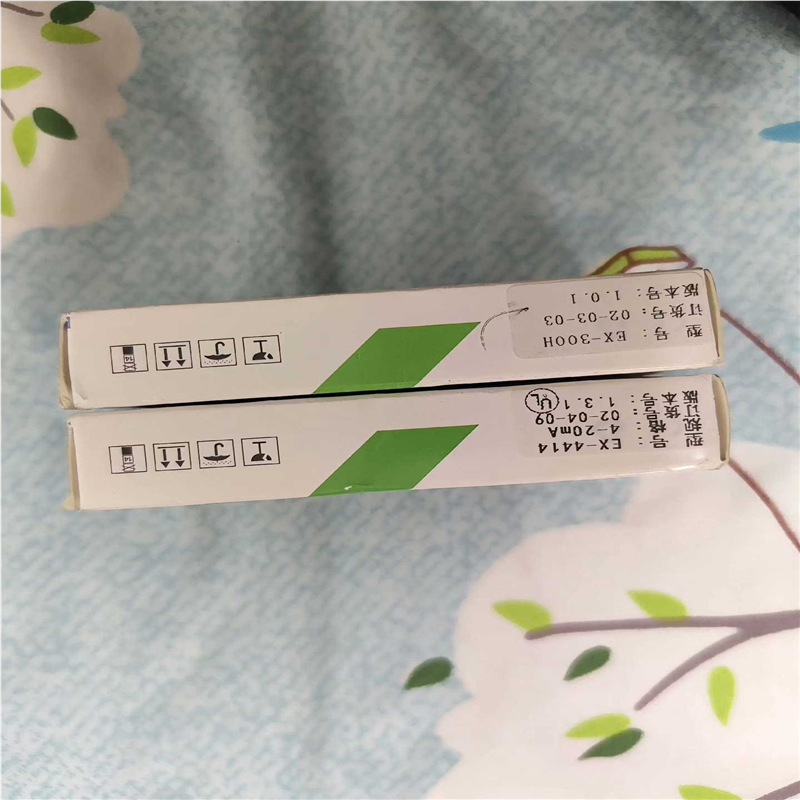 型 号：EX-300H
订货号：02-03-03
版本号：1.0.1
型 号：EX-4414
规 格：4-20mA
订货号：02-04-09
版本号：1.3.1
UL